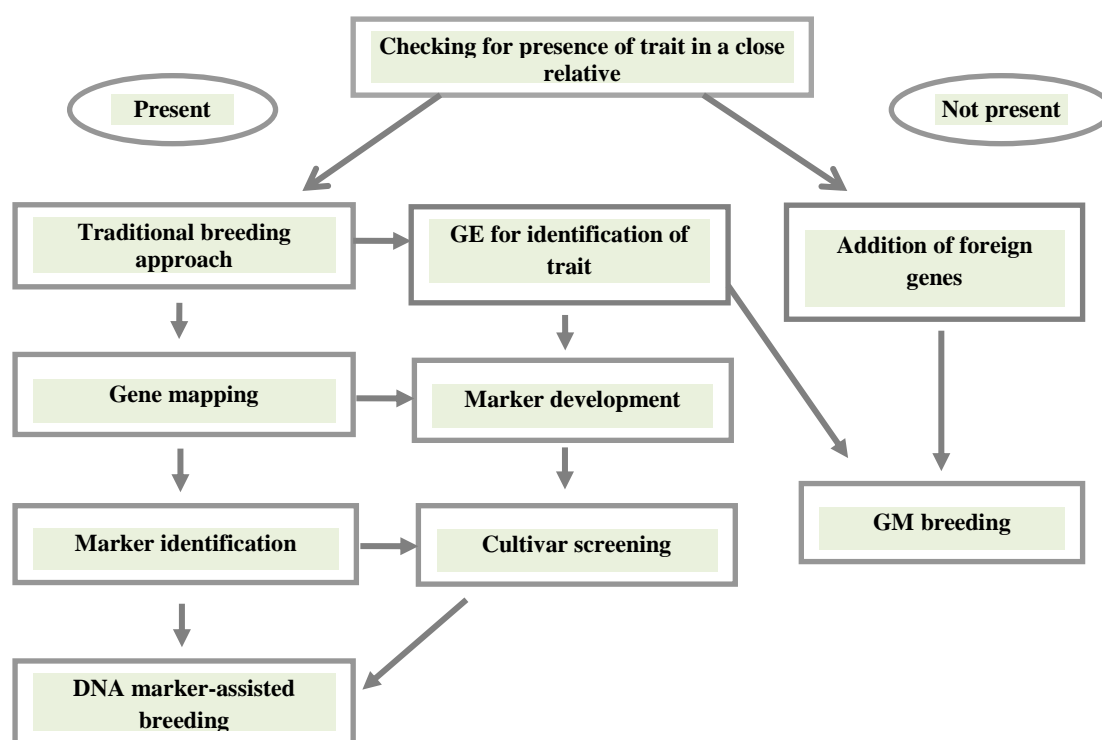 Checking for presence of trait in a close
relative
Present
Not present
Traditional breeding
approach
GE for identification of
trait
Addition of foreign
genes
Gene mapping
Marker development
Marker identification
Cultivar screening
GM breeding
DNA marker-assisted
breeding